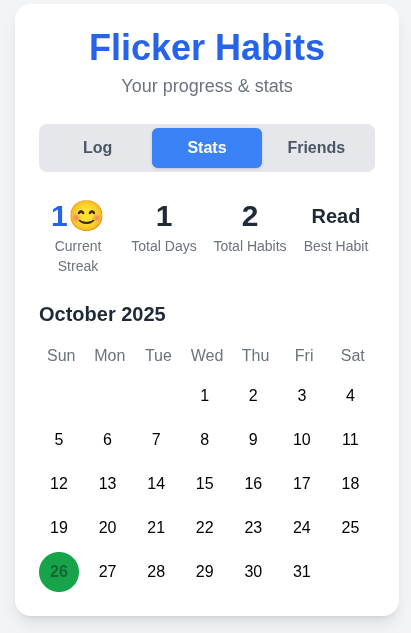 Flicker Habits
Your progress & stats
Log Stats Friends
1😊 1 2 Read
Current Streak Total Days Total Habits Best Habit
October 2025
Sun Mon Tue Wed Thu Fri Sat
1 2 3 4
5 6 7 8 9 10 11
12 13 14 15 16 17 18
19 20 21 22 23 24 25
26 27 28 29 30 31